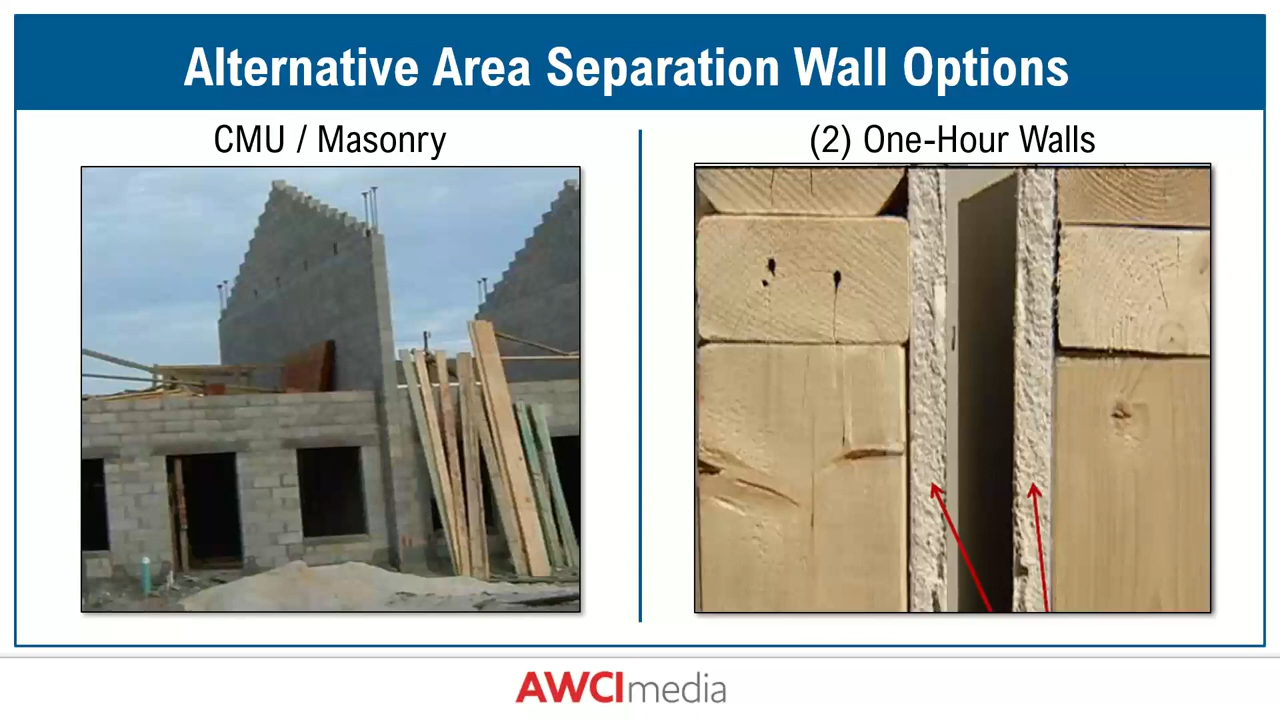 Alternative Area Separation Wall Options
CMU / Masonry
(2) One-Hour Walls
AWCImedia